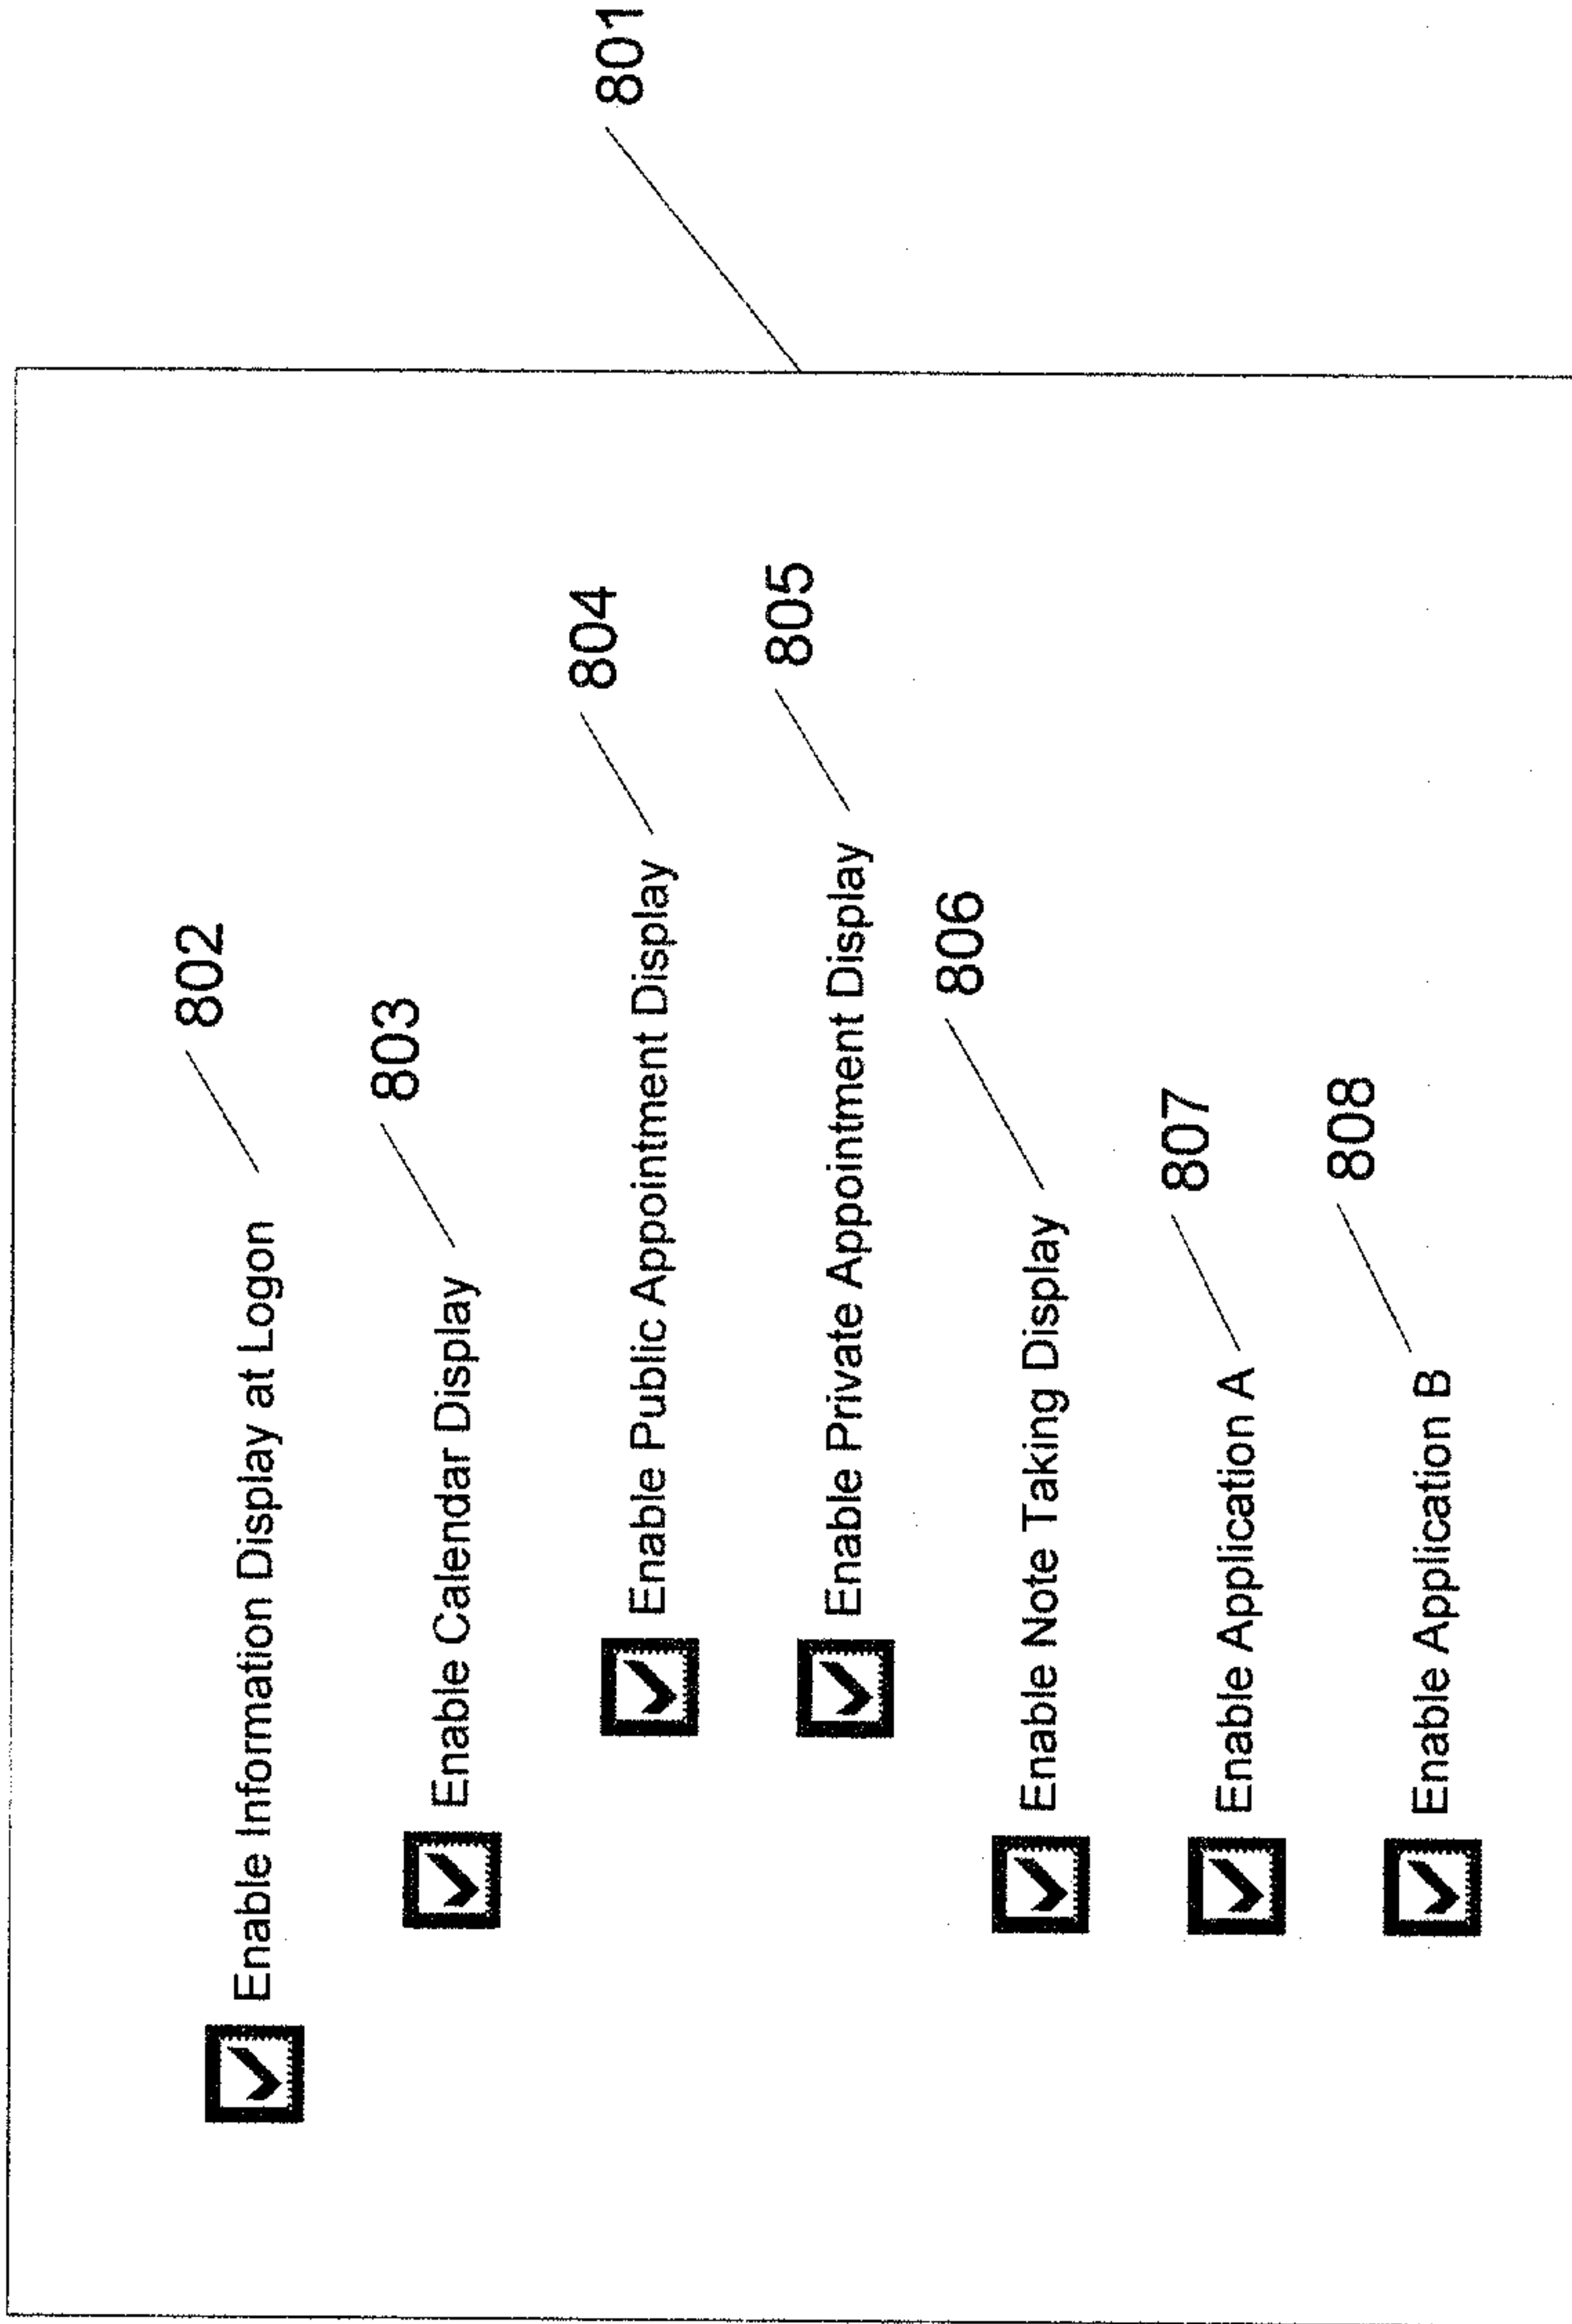 801
Enable Information Display at Logon 802
Enable Calendar Display 803
Enable Public Appointment Display 804
Enable Private Appointment Display 805
Enable Note Taking Display 806
Enable Application A 807
Enable Application B 808